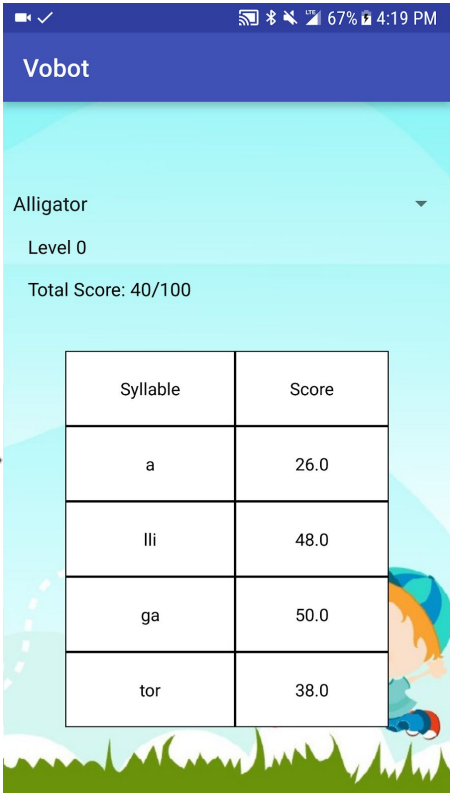 LTE 67% 4:19 PM
Vobot
Alligator
Level 0
Total Score: 40/100
Syllable Score
a 26.0
lli 48.0
ga 50.0
tor 38.0